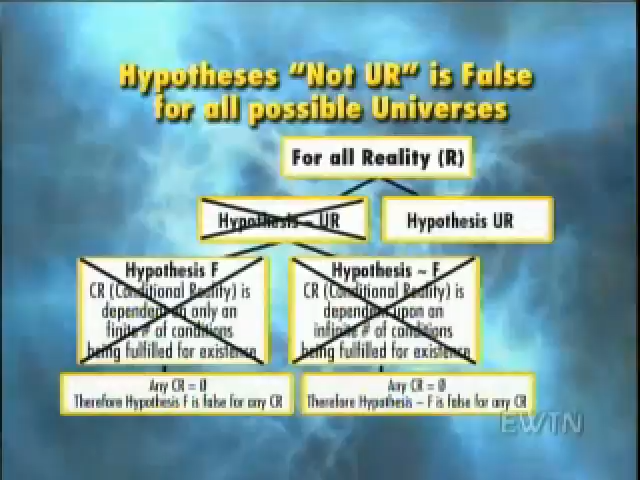 Hypotheses “Not UR” is False
for all possible Universes
For all Reality (R)
Hypothesis ~ UR
Hypothesis UR
Hypothesis F
CR (Conditional Reality) is
dependent on only an
finite # of conditions
being fulfilled for existence
Hypothesis ~ F
CR (Conditional Reality) is
dependent upon an
infinite # of conditions
being fulfilled for existence
Any CR = 0
Therefore Hypothesis F is false for any CR
Any CR = 0
Therefore Hypothesis ~ F is false for any CR
EWTN